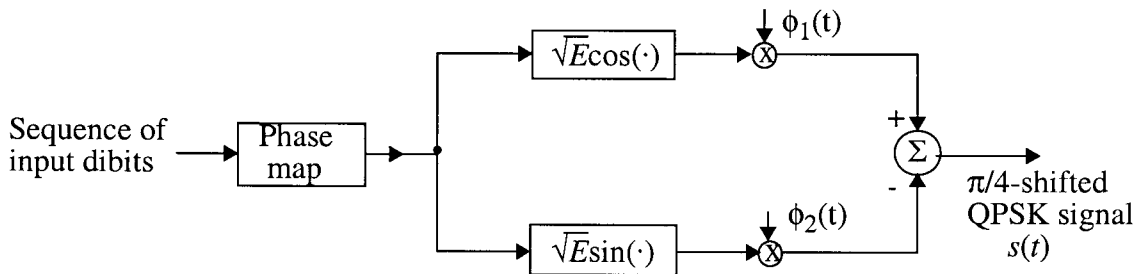 √Ecos(·)
ϕ₁(t)
Sequence of
input dibits
Phase
map
+
Σ
-
π/4-shifted
QPSK signal
s(t)
√Esin(·)
ϕ₂(t)
X
X